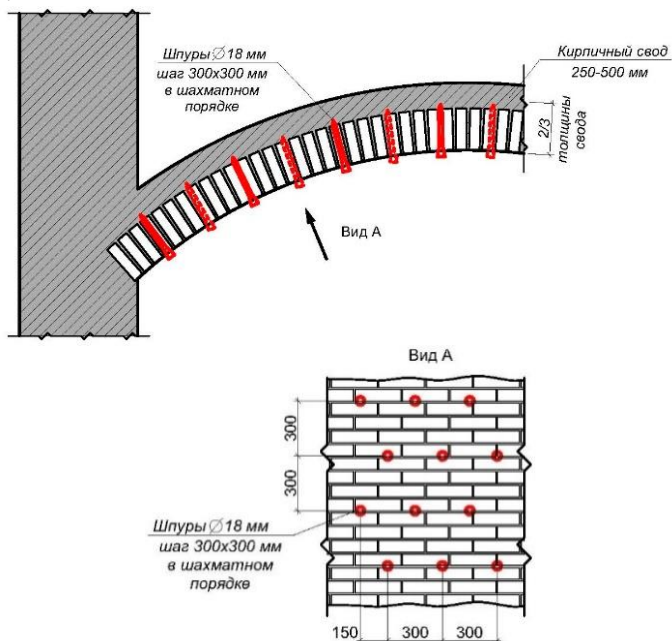 Шпуры ∅18 мм
шаг 300х300 мм
в шахматном
порядке
Кирпичный свод
250-500 мм
2/3
толщины
свода
Вид А
Вид А
300
300
Шпуры ∅18 мм
шаг 300х300 мм
в шахматном
порядке
150
300
300